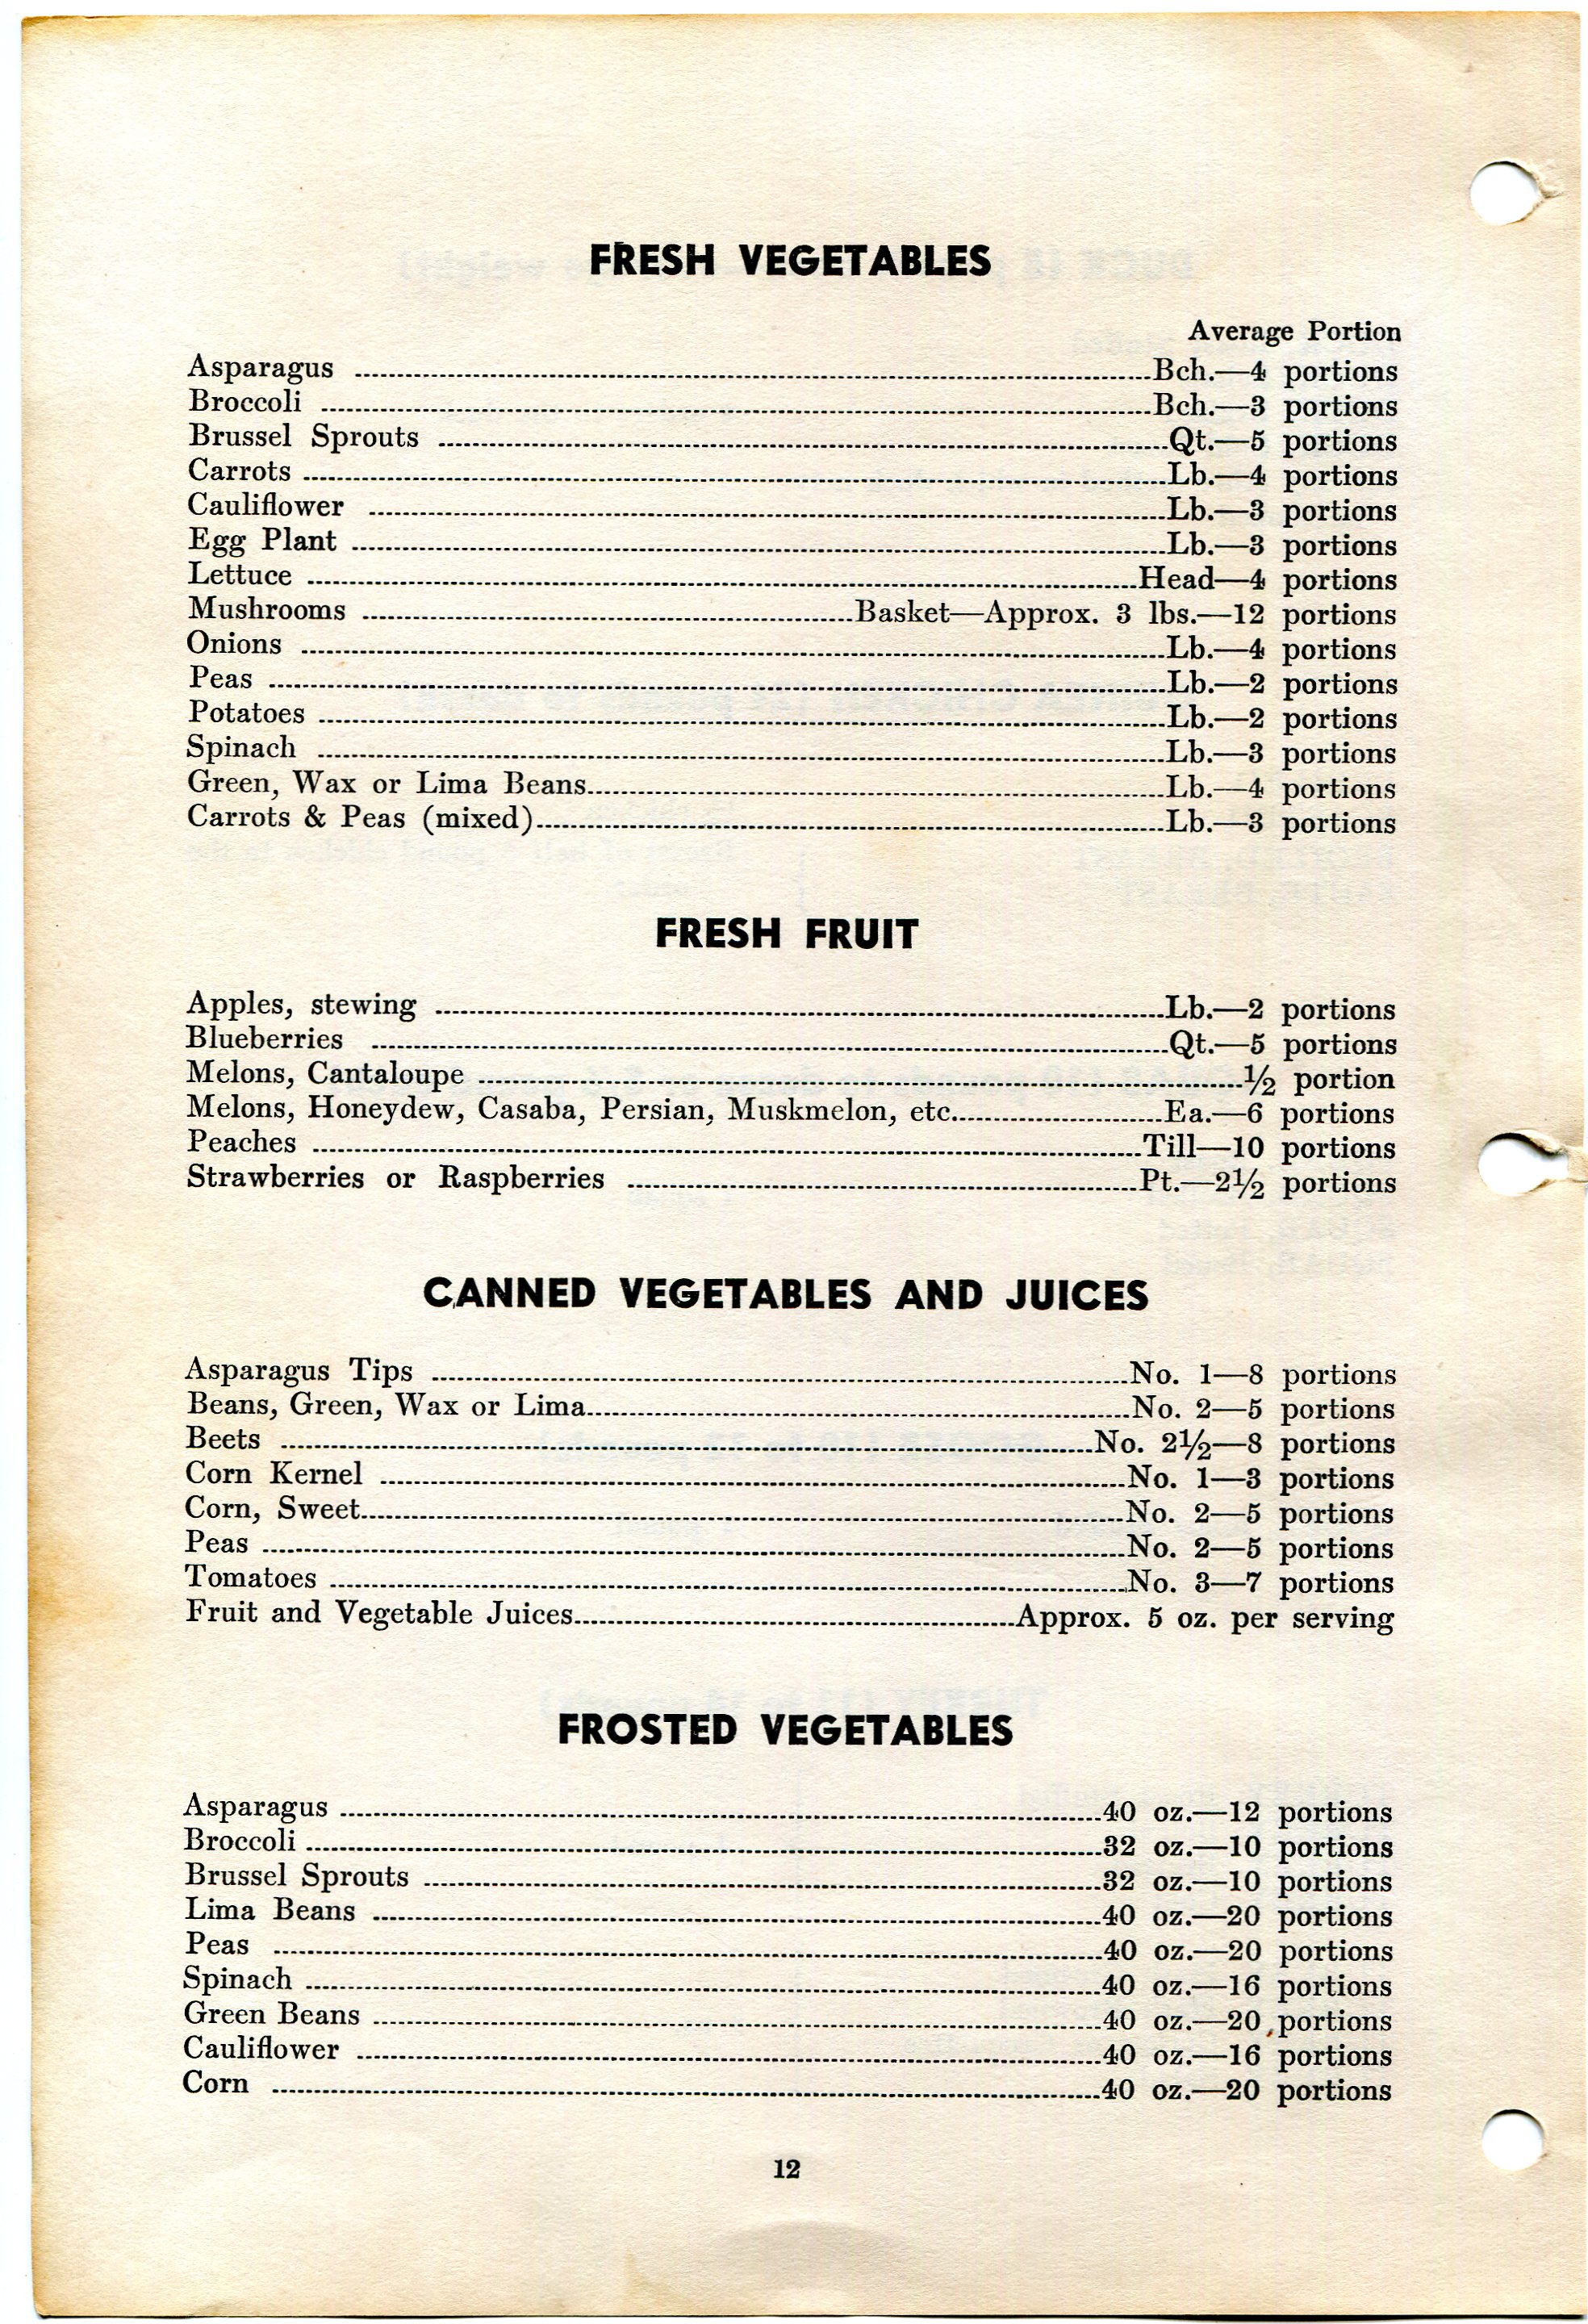 FRESH VEGETABLES
Average Portion
Asparagus Bch.—4 portions
Broccoli Bch.—3 portions
Brussel Sprouts Qt.—5 portions
Carrots Lb.—4 portions
Cauliflower Lb.—3 portions
Egg Plant Lb.—3 portions
Lettuce Head—4 portions
Mushrooms Basket—Approx. 3 lbs.—12 portions
Onions Lb.—4 portions
Peas Lb.—2 portions
Potatoes Lb.—2 portions
Spinach Lb.—3 portions
Green, Wax or Lima Beans Lb.—4 portions
Carrots & Peas (mixed) Lb.—3 portions
FRESH FRUIT
Apples, stewing Lb.—2 portions
Blueberries Qt.—5 portions
Melons, Cantaloupe ½ portion
Melons, Honeydew, Casaba, Persian, Muskmelon, etc. Ea.—6 portions
Peaches Till—10 portions
Strawberries or Raspberries Pt.—2½ portions
CANNED VEGETABLES AND JUICES
Asparagus Tips No. 1—8 portions
Beans, Green, Wax or Lima No. 2—5 portions
Beets No. 2½—8 portions
Corn Kernel No. 1—3 portions
Corn, Sweet No. 2—5 portions
Peas No. 2—5 portions
Tomatoes No. 3—7 portions
Fruit and Vegetable Juices Approx. 5 oz. per serving
FROSTED VEGETABLES
Asparagus 40 oz.—12 portions
Broccoli 32 oz.—10 portions
Brussel Sprouts 32 oz.—10 portions
Lima Beans 40 oz.—20 portions
Peas 40 oz.—20 portions
Spinach 40 oz.—16 portions
Green Beans 40 oz.—20 portions
Cauliflower 40 oz.—16 portions
Corn 40 oz.—20 portions
12